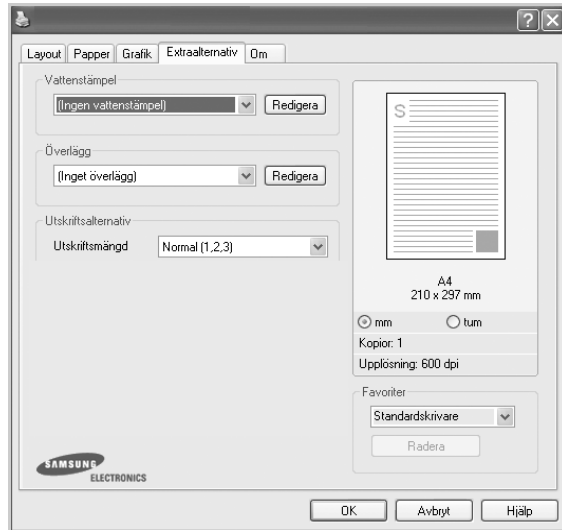 Layout Papper Grafik Extraalternativ Om
Vattenstämpel
(Ingen vattenstämpel) Redigera
Överlägg
(Inget överlägg) Redigera
Utskriftsalternativ
Utskriftsmängd Normal (1,2,3)
S
A4
210 x 297 mm
mm tum
Kopior: 1
Upplösning: 600 dpi
Favoriter
Standardskrivare
Radera
SAMSUNG
ELECTRONICS
OK Avbryt Hjälp